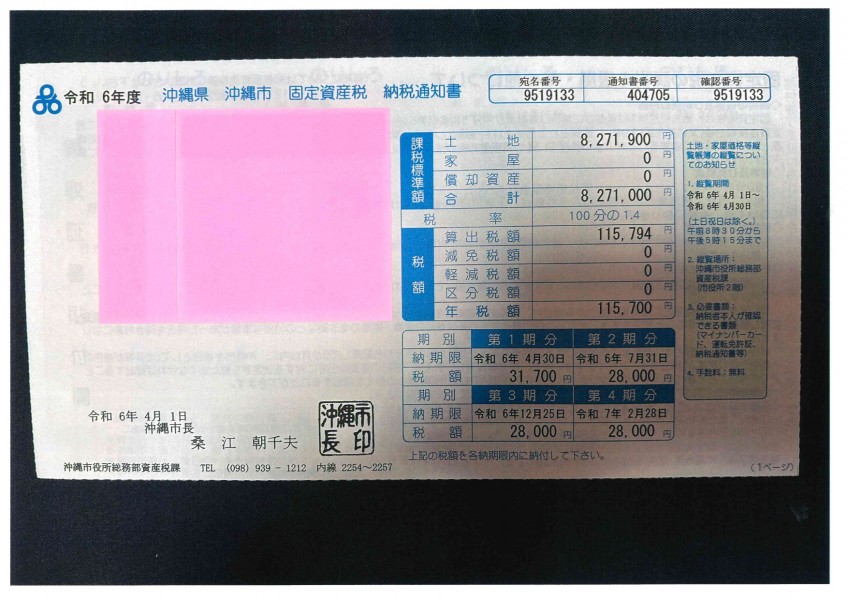 令和 6年度 沖縄県 沖縄市 固定資産税 納税通知書
宛名番号 通知書番号 確認番号
9519133 404705 9519133
課税標準額
土地 8,271,900 円
家屋 0 円
償却資産 0 円
合計 8,271,000 円
税率 100分の1.4
税額
算出税額 115,794 円
減免税額 0 円
軽減税額 0 円
区分税額 0 円
年税額 115,700 円
期別 第1期分 第2期分
納期限 令和 6年 4月30日 令和 6年 7月31日
税額 31,700 円 28,000 円
期別 第3期分 第4期分
納期限 令和 6年12月25日 令和 7年 2月28日
税額 28,000 円 28,000 円
上記の税額を各納期限内に納付して下さい。
土地・家屋価格等縦
覧帳簿の縦覧につい
てのお知らせ
1. 縦覧期間
令和 6年 4月 1日～
令和 6年 4月30日
(土日祝日は除く。)
午前8時30分から
午後5時15分まで
2. 縦覧場所：
沖縄市役所総務部
資産税課
(市役所2階)
3. 必要書類：
納税者本人が確認
できる書類
(マイナンバーカー
ド、運転免許証、
納税通知書等)
4. 手数料：無料
令和 6年 4月 1日
沖縄市長
桑江 朝千夫
沖縄市
長印
沖縄市役所総務部資産税課 TEL (098) 939 - 1212 内線 2254～2257
(1ページ)